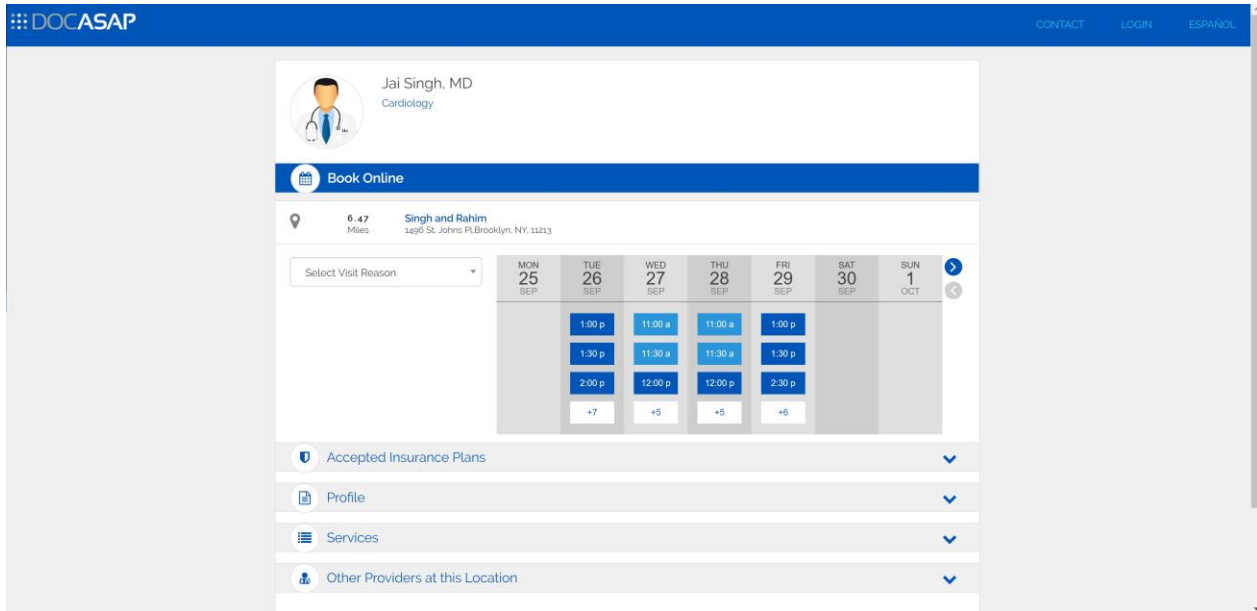 DOCASAP
CONTACT LOGIN ESPAÑOL
Jai Singh, MD
Cardiology
Book Online
6.47 Miles
Singh and Rahim
1496 St. Johns Pl,Brooklyn, NY, 11213
Select Visit Reason
MON 25 SEP
TUE 26 SEP
WED 27 SEP
THU 28 SEP
FRI 29 SEP
SAT 30 SEP
SUN 1 OCT
1:00 p 11:00 a 11:00 a 1:00 p
1:30 p 11:30 a 11:30 a 1:30 p
2:00 p 12:00 p 12:00 p 2:30 p
+7 +5 +5 +6
Accepted Insurance Plans
Profile
Services
Other Providers at this Location